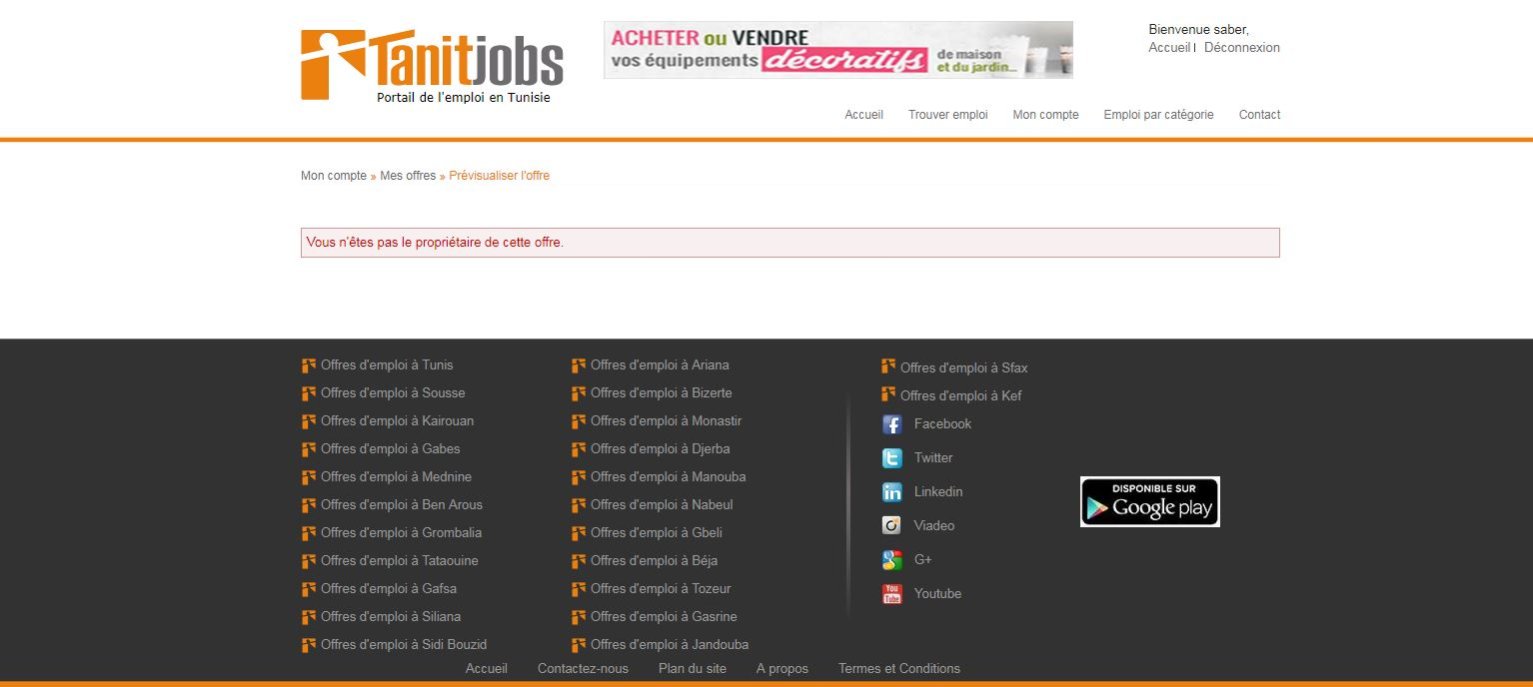 Tanitjobs
Portail de l'emploi en Tunisie
ACHETER ou VENDRE
vos équipements décoratifs de maison
et du jardin...
Bienvenue saber,
Accueil | Déconnexion
Accueil Trouver emploi Mon compte Emploi par catégorie Contact
Mon compte » Mes offres » Prévisualiser l'offre
Vous n'êtes pas le propriétaire de cette offre.
Offres d'emploi à Tunis
Offres d'emploi à Sousse
Offres d'emploi à Kairouan
Offres d'emploi à Gabes
Offres d'emploi à Mednine
Offres d'emploi à Ben Arous
Offres d'emploi à Grombalia
Offres d'emploi à Tataouine
Offres d'emploi à Gafsa
Offres d'emploi à Siliana
Offres d'emploi à Sidi Bouzid
Offres d'emploi à Ariana
Offres d'emploi à Bizerte
Offres d'emploi à Monastir
Offres d'emploi à Djerba
Offres d'emploi à Manouba
Offres d'emploi à Nabeul
Offres d'emploi à Gbeli
Offres d'emploi à Béja
Offres d'emploi à Tozeur
Offres d'emploi à Gasrine
Offres d'emploi à Jandouba
Offres d'emploi à Sfax
Offres d'emploi à Kef
Facebook
Twitter
Linkedin
Viadeo
G+
You
Tube
Youtube
DISPONIBLE SUR
Google play
Accueil Contactez-nous Plan du site A propos Termes et Conditions